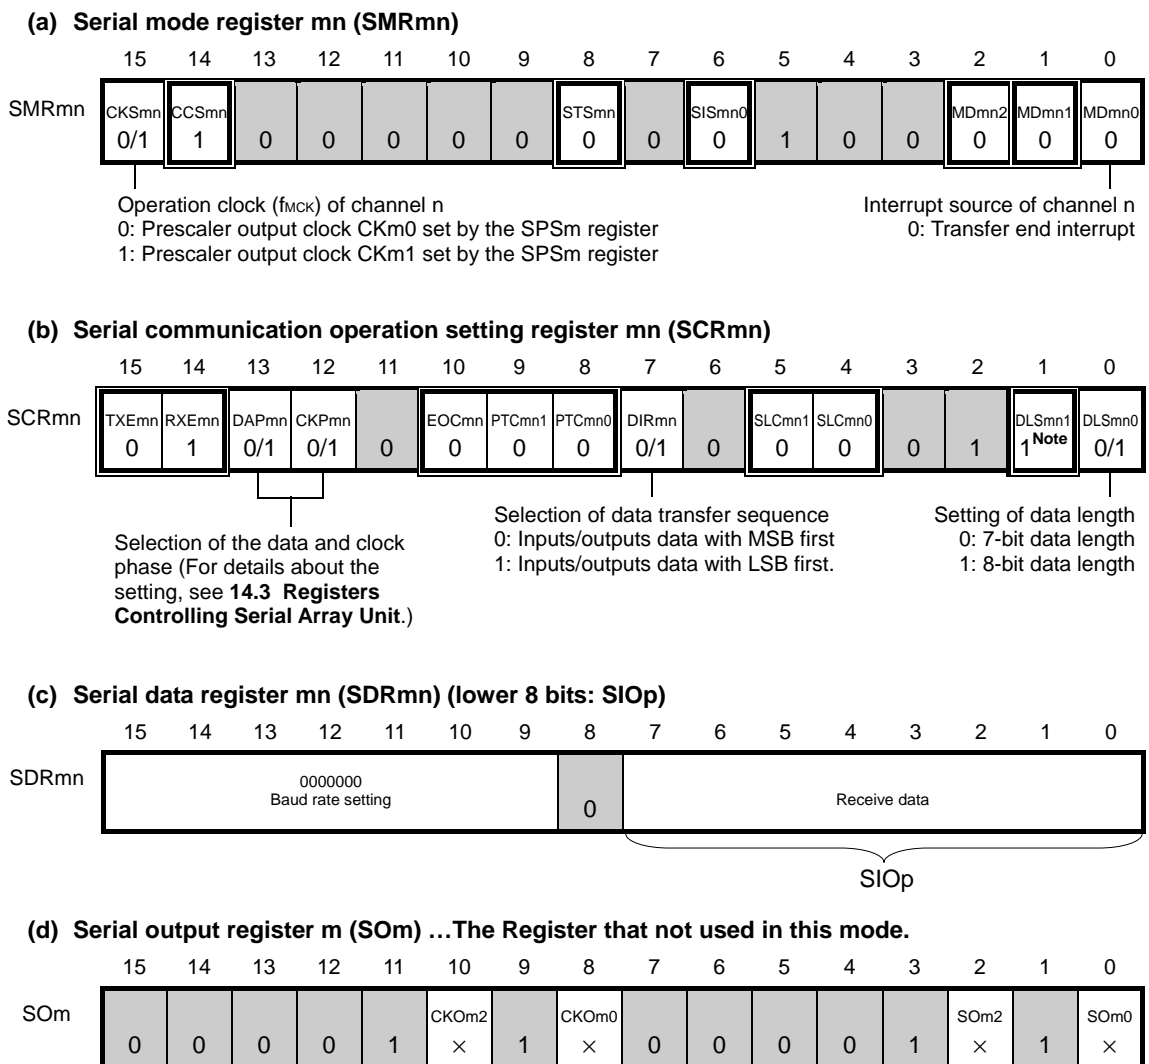 (a) Serial mode register mn (SMRmn)
15 14 13 12 11 10 9 8 7 6 5 4 3 2 1 0
SMRmn CKSmn CCSmn STSmn SISmn0 MDmn2 MDmn1 MDmn0
0/1 1 0 0 0 0 0 0 0 0 1 0 0 0 0 0
Operation clock (fMCK) of channel n
0: Prescaler output clock CKm0 set by the SPSm register
1: Prescaler output clock CKm1 set by the SPSm register
Interrupt source of channel n
0: Transfer end interrupt
(b) Serial communication operation setting register mn (SCRmn)
15 14 13 12 11 10 9 8 7 6 5 4 3 2 1 0
SCRmn TXEmn RXEmn DAPmn CKPmn EOCmn PTCmn1 PTCmn0 DIRmn SLCmn1 SLCmn0 DLSmn1 DLSmn0
0 1 0/1 0/1 0 0 0 0 0/1 0 0 0 0 1 1 Note 0/1
Selection of the data and clock
phase (For details about the
setting, see 14.3 Registers
Controlling Serial Array Unit.)
Selection of data transfer sequence
0: Inputs/outputs data with MSB first
1: Inputs/outputs data with LSB first.
Setting of data length
0: 7-bit data length
1: 8-bit data length
(c) Serial data register mn (SDRmn) (lower 8 bits: SIOp)
15 14 13 12 11 10 9 8 7 6 5 4 3 2 1 0
SDRmn
0000000
Baud rate setting
0
Receive data
SIOp
(d) Serial output register m (SOm) …The Register that not used in this mode.
15 14 13 12 11 10 9 8 7 6 5 4 3 2 1 0
SOm CKOm2 CKOm0 SOm2 SOm0
0 0 0 0 1 × 1 × 0 0 0 0 1 × 1 ×